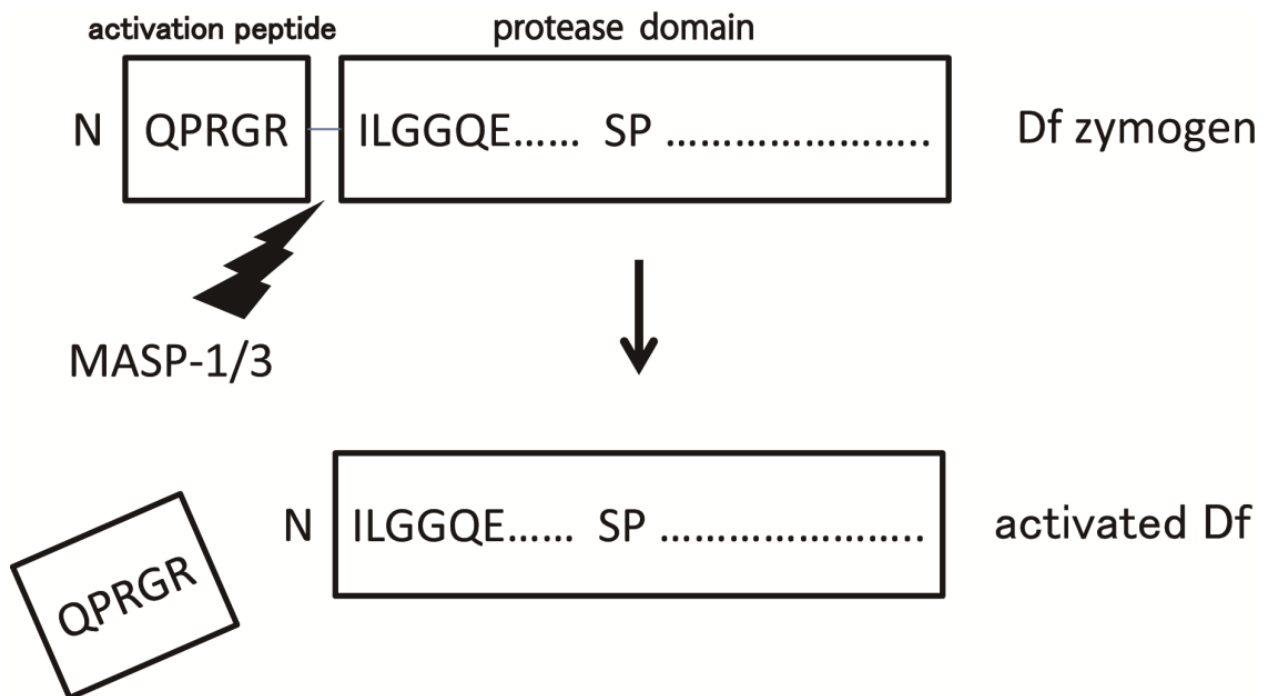 activation peptide protease domain
N QPRGR ILGGQE...... SP ........................ Df zymogen
MASP-1/3
N ILGGQE...... SP ........................ activated Df
QPRGR